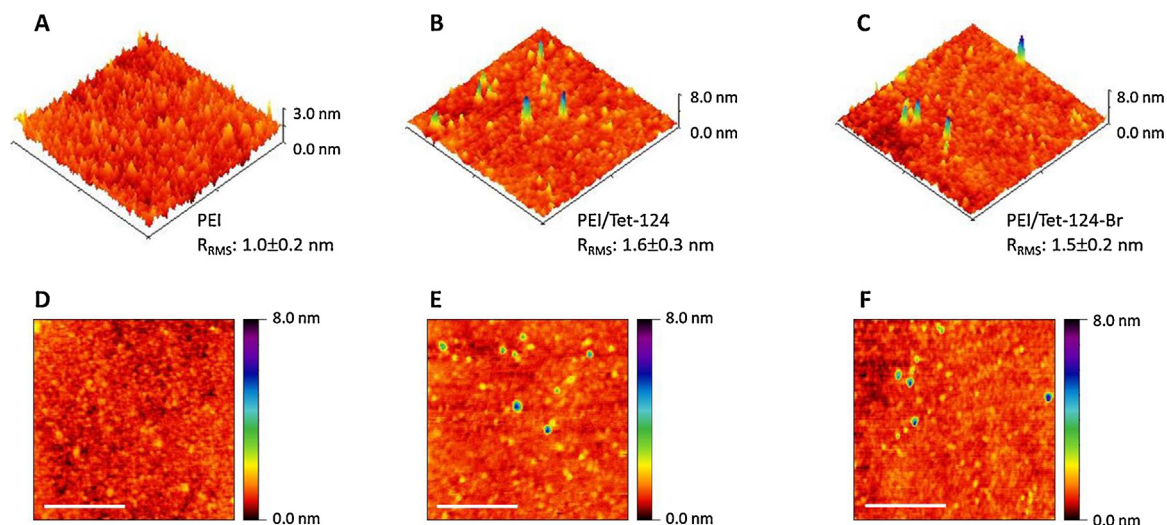 A
B
C
3.0 nm
0.0 nm
8.0 nm
0.0 nm
8.0 nm
0.0 nm
PEI
R_RMS: 1.0±0.2 nm
PEI/Tet-124
R_RMS: 1.6±0.3 nm
PEI/Tet-124-Br
R_RMS: 1.5±0.2 nm
D
E
F
8.0 nm
0.0 nm
8.0 nm
0.0 nm
8.0 nm
0.0 nm